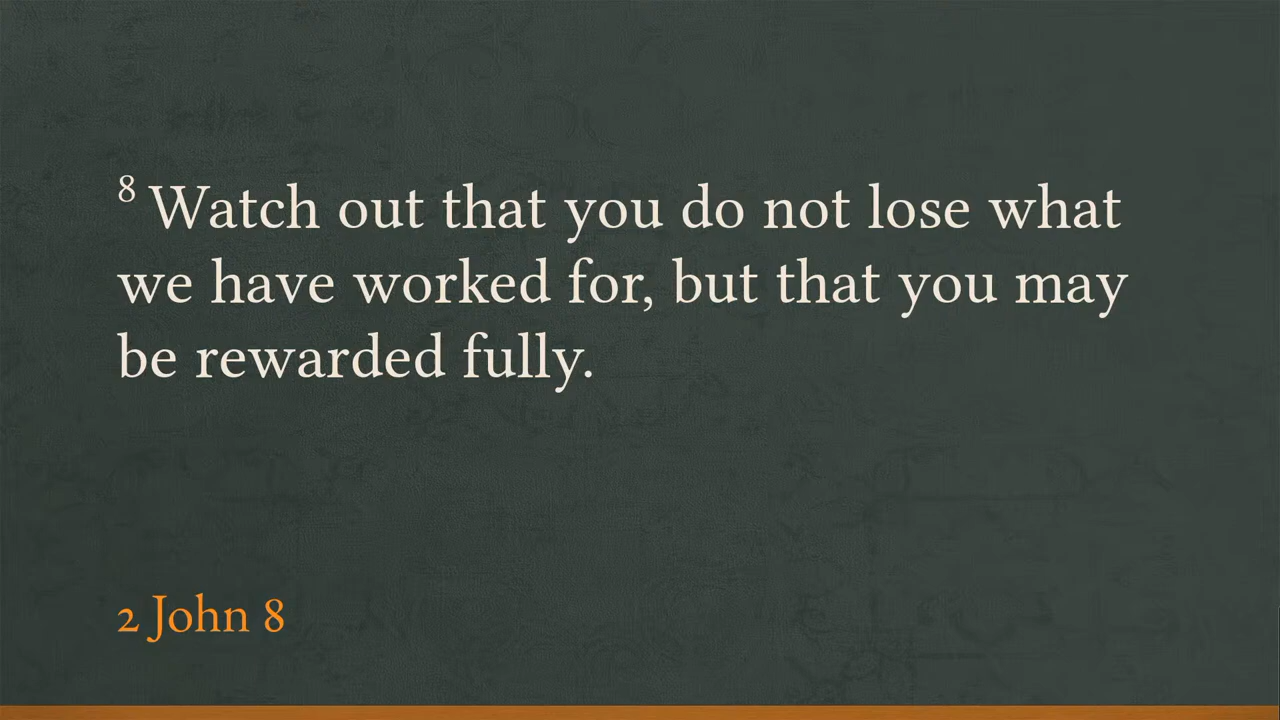 8 Watch out that you do not lose what
we have worked for, but that you may
be rewarded fully.
2 John 8